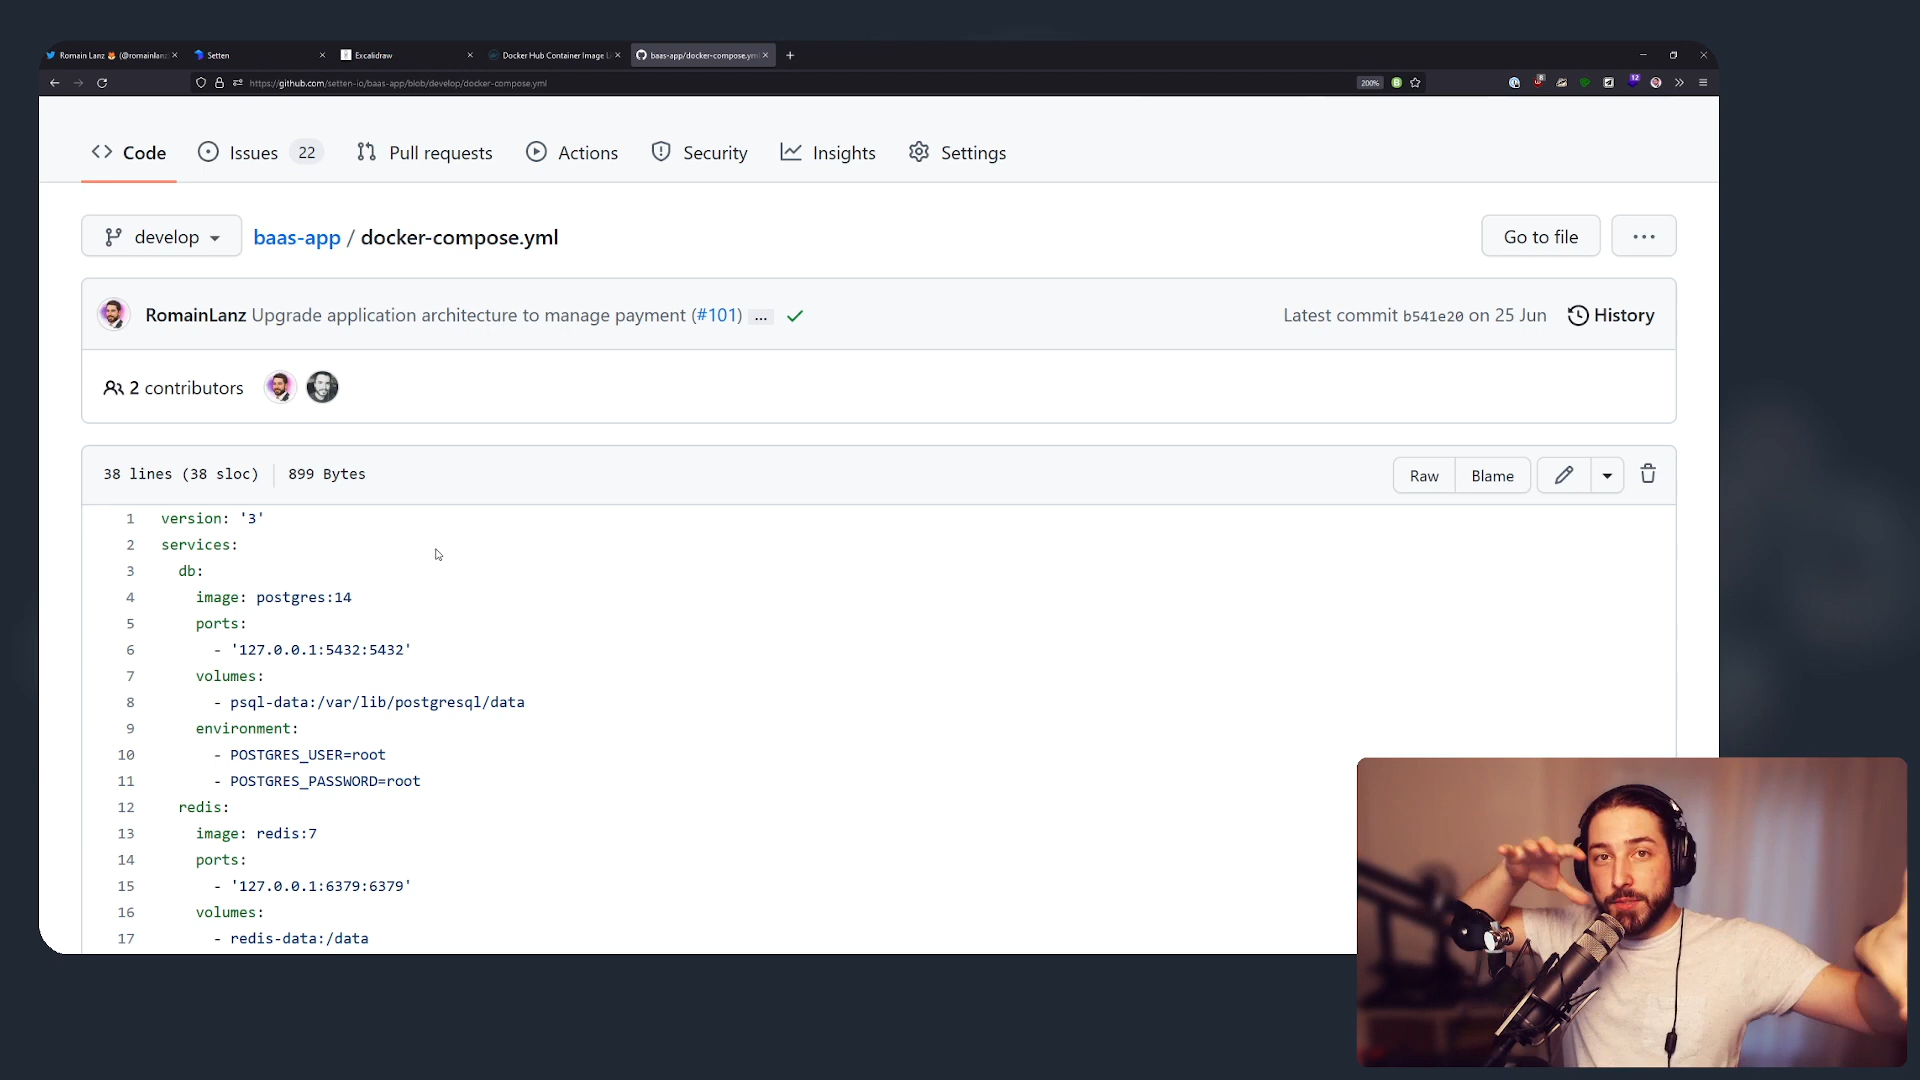 Romain Lanz (@romainlanz
Setten
Excalidraw
Docker Hub Container Image Li
baas-app/docker-compose.yml
https://github.com/setten-io/baas-app/blob/develop/docker-compose.yml
200%
8
12
Code
Issues 22
Pull requests
Actions
Security
Insights
Settings
develop
baas-app / docker-compose.yml
Go to file
RomainLanz Upgrade application architecture to manage payment (#101) ...
Latest commit b541e20 on 25 Jun
History
2 contributors
38 lines (38 sloc) 899 Bytes
Raw
Blame
1 version: '3'
2 services:
3 db:
4 image: postgres:14
5 ports:
6 - '127.0.0.1:5432:5432'
7 volumes:
8 - psql-data:/var/lib/postgresql/data
9 environment:
10 - POSTGRES_USER=root
11 - POSTGRES_PASSWORD=root
12 redis:
13 image: redis:7
14 ports:
15 - '127.0.0.1:6379:6379'
16 volumes:
17 - redis-data:/data